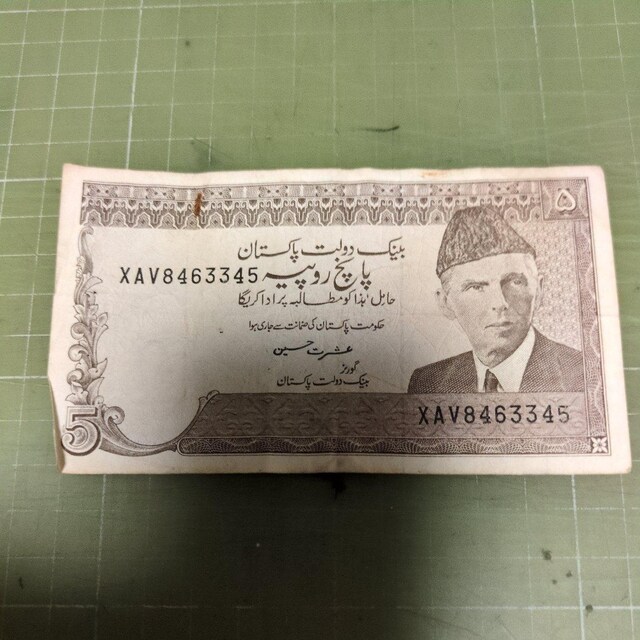 ۵
بینک دولت پاکستان
XAV8463345
پانچ روپیہ
حامل ہذا کو مطالبہ پر ادا کریگا
حکومت پاکستان کی ضمانت سے جاری ہوا
عشرت حسین
گورنر
بینک دولت پاکستان
5
XAV8463345